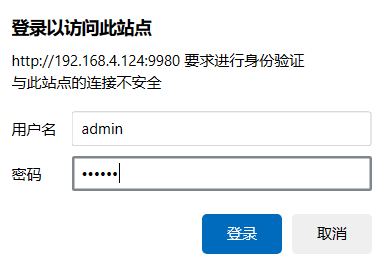 登录以访问此站点
http://192.168.4.124:9980 要求进行身份验证
与此站点的连接不安全
用户名 admin
密码 ••••••
登录 取消